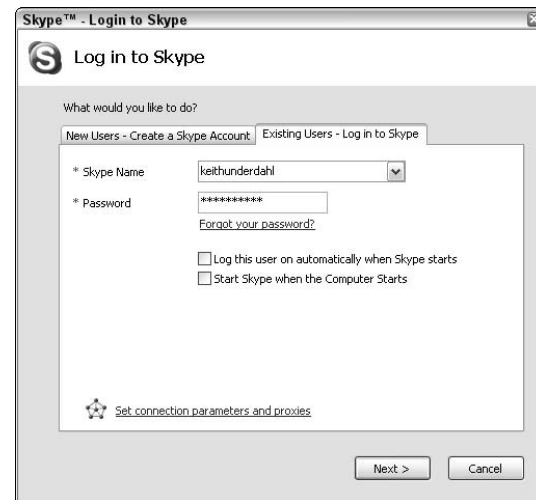 Skype™ - Login to Skype
S Log in to Skype
What would you like to do?
New Users - Create a Skype Account Existing Users - Log in to Skype
* Skype Name keithunderdahl
* Password **********
Forgot your password?
Log this user on automatically when Skype starts
Start Skype when the Computer Starts
Set connection parameters and proxies
Next > Cancel